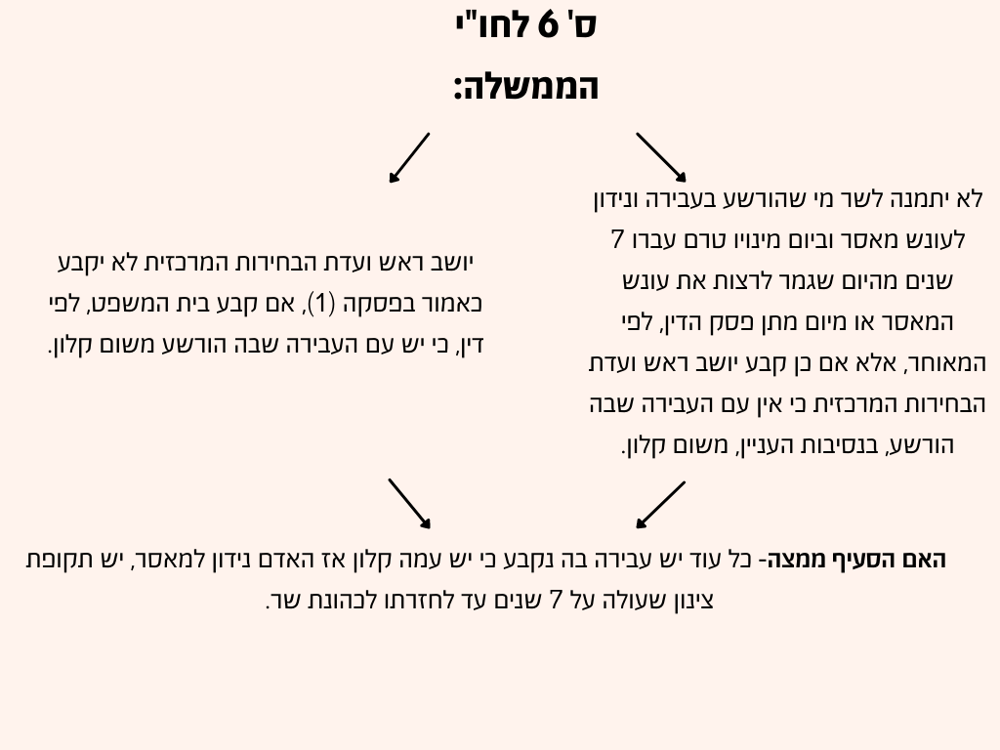 ס' 6 לחו"י
הממשלה:
לא יתמנה לשר מי שהורשע בעבירה ונידון
לעונש מאסר וביום מינויו טרם עברו 7
שנים מהיום שגמר לרצות את עונש
המאסר או מיום מתן פסק הדין, לפי
המאוחר, אלא אם כן קבע יושב ראש ועדת
הבחירות המרכזית כי אין עם העבירה שבה
הורשע, בנסיבות העניין, משום קלון.
יושב ראש ועדת הבחירות המרכזית לא יקבע
כאמור בפסקה (1), אם קבע בית המשפט, לפי
דין, כי יש עם העבירה שבה הורשע משום קלון.
האם הסעיף ממצה- כל עוד יש עבירה בה נקבע כי יש עמה קלון אז האדם נידון למאסר, יש תקופת
צינון שעולה על 7 שנים עד לחזרתו לכהונת שר.